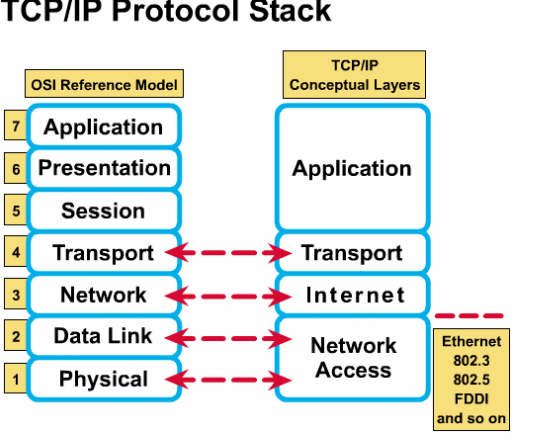 TCP/IP Protocol Stack
OSI Reference Model
7
Application
6
Presentation
5
Session
4
Transport
3
Network
2
Data Link
1
Physical
TCP/IP
Conceptual Layers
Application
Transport
Internet
Network
Access
Ethernet
802.3
802.5
FDDI
and so on